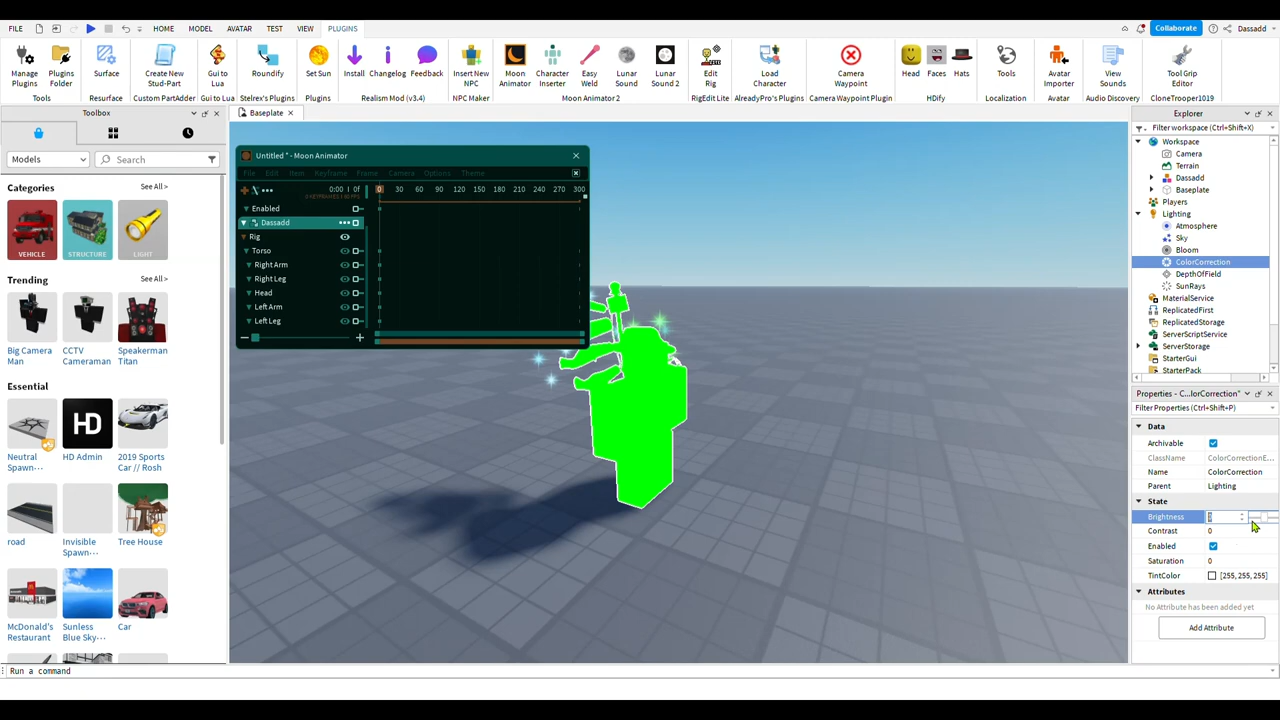 FILE HOME MODEL AVATAR TEST VIEW PLUGINS Collaborate Dassadd
Manage Plugins
Plugins Folder
Tools
Surface
Resurface
Create New Stud-Part
Custom PartAdder
Gui to Lua
Gui to Lua
Roundify
Stelrex's Plugins
Set Sun
Plugins
Install
Changelog
Feedback
Realism Mod (v3.4)
Insert New NPC
NPC Maker
Moon Animator
Character Inserter
Easy Weld
Lunar Sound
Lunar Sound 2
Moon Animator 2
Edit Rig
RigEdit Lite
Load Character
AlreadyPro's Plugins
Camera Waypoint
Camera Waypoint Plugin
Head
Faces
Hats
HDify
Tools
Localization
Avatar Importer
Avatar
View Sounds
Audio Discovery
Tool Grip Editor
CloneTrooper1019
Toolbox
Models
Search
Categories See All >
VEHICLE
STRUCTURE
LIGHT
Trending See All >
Big Camera Man
CCTV Cameraman
Speakerman Titan
Essential
Neutral Spawn···
HD
HD Admin
2019 Sports Car // Rosh
road
Invisible Spawn···
Tree House
McDonald's Restaurant
Sunless Blue Sky···
Car
Run a command
Baseplate
Untitled * - Moon Animator
File Edit Item Keyframe Frame Camera Options Theme
0:00 | 0f
0 30 60 90 120 150 180 210 240 270 300
Enabled
Dassadd
Rig
Torso
Right Arm
Right Leg
Head
Left Arm
Left Leg
Explorer
Filter workspace (Ctrl+Shift+X)
Workspace
Camera
Terrain
Dassadd
Baseplate
Players
Lighting
Atmosphere
Sky
Bloom
ColorCorrection
DepthOfField
SunRays
MaterialService
ReplicatedFirst
ReplicatedStorage
ServerScriptService
ServerStorage
StarterGui
StarterPack
Properties - C...lorCorrection"
Filter Properties (Ctrl+Shift+P)
Data
Archivable
ClassName ColorCorrectionE...
Name ColorCorrection
Parent Lighting
State
Brightness
Contrast 0
Enabled
Saturation 0
TintColor [255, 255, 255]
Attributes
No Attribute has been added yet
Add Attribute